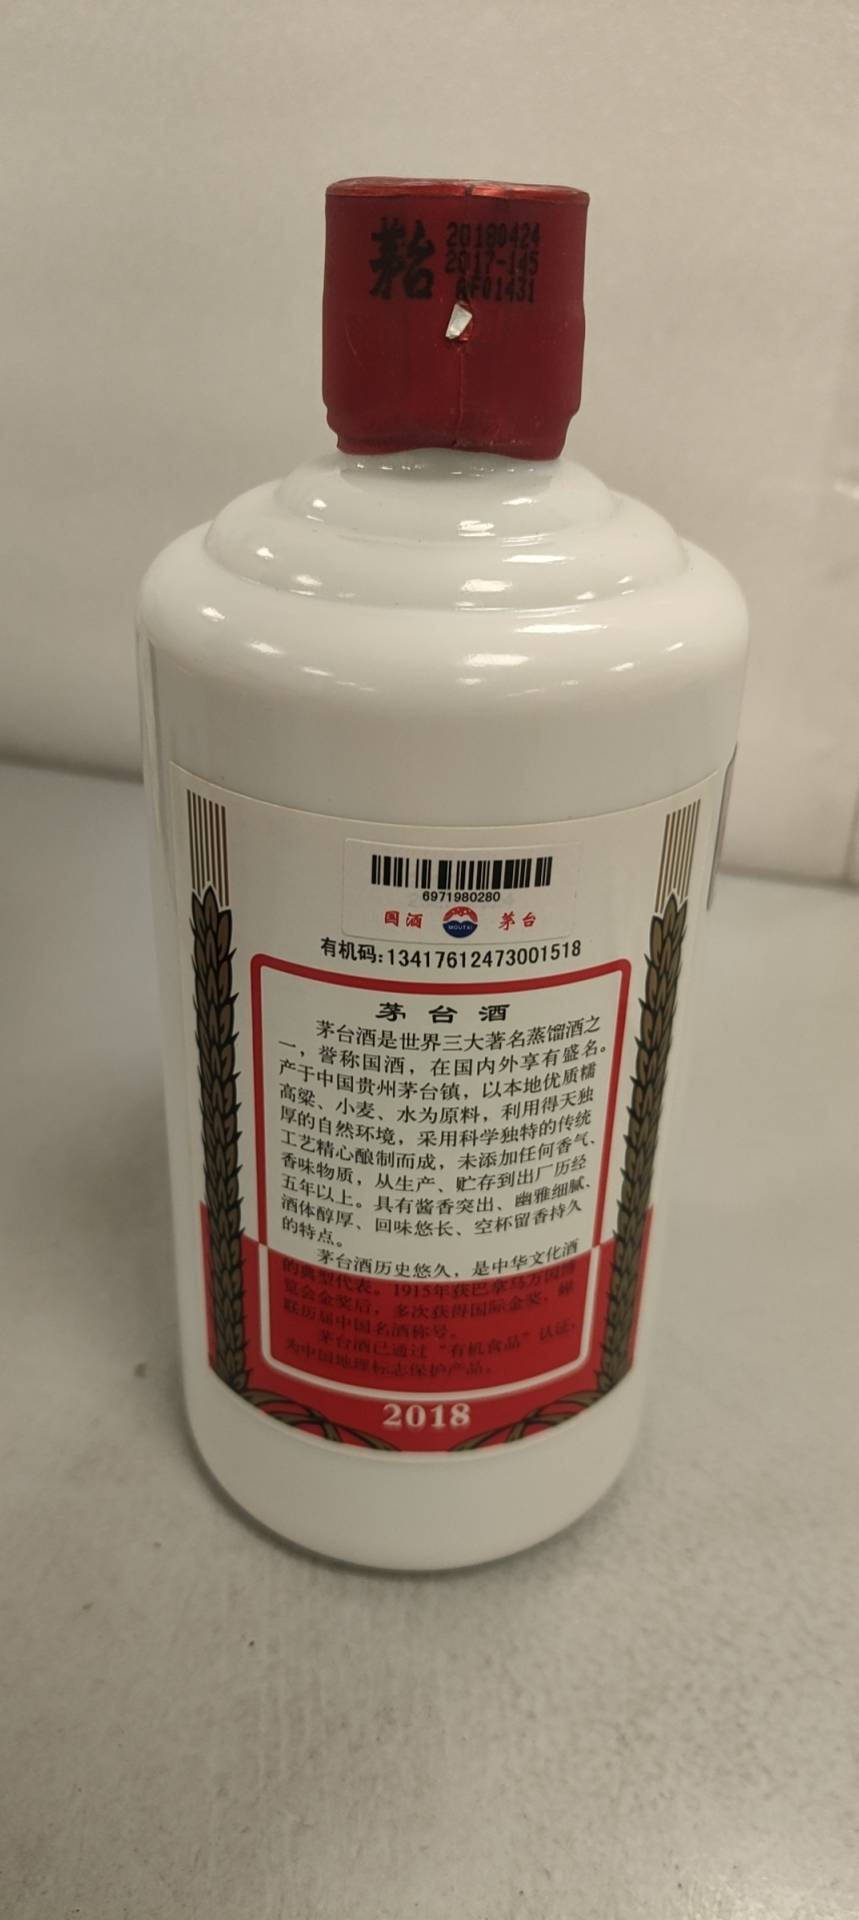 茅台
20180424
2017-145
AF01431
6971980280
国酒 MOUTAI 茅台
有机码:13417612473001518
茅台酒
茅台酒是世界三大著名蒸馏酒之
一，誉称国酒，在国内外享有盛名。
产于中国贵州茅台镇，以本地优质糯
高粱、小麦、水为原料，利用得天独
厚的自然环境，采用科学独特的传统
工艺精心酿制而成，未添加任何香气、
香味物质，从生产、贮存到出厂历经
五年以上。具有酱香突出、幽雅细腻、
酒体醇厚、回味悠长、空杯留香持久
的特点。
茅台酒历史悠久，是中华文化酒
的典型代表。1915年获巴拿马万国博
览会金奖后，多次获得国际金奖，蝉
联历届中国名酒称号。
茅台酒已通过“有机食品”认证，
为中国地理标志保护产品。
2018